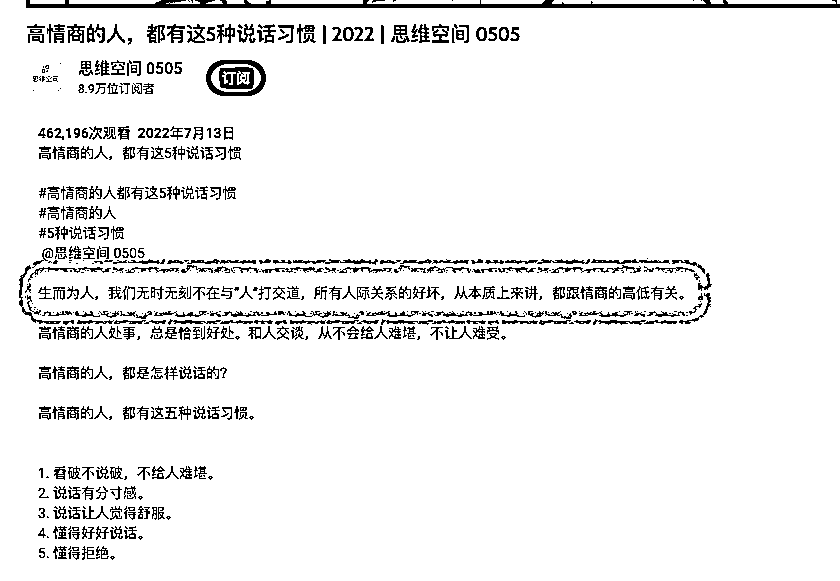 高情商的人，都有这5种说话习惯 | 2022 | 思维空间 0505
思维空间
思维空间 0505
8.9万位订阅者
订阅
462,196次观看 2022年7月13日
高情商的人，都有这5种说话习惯
#高情商的人都有这5种说话习惯
#高情商的人
#5种说话习惯
@思维空间 0505
生而为人，我们无时无刻不在与"人"打交道，所有人际关系的好坏，从本质上来讲，都跟情商的高低有关。
高情商的人处事，总是恰到好处。和人交谈，从不会给人难堪，不让人难受。
高情商的人，都是怎样说话的?
高情商的人，都有这五种说话习惯。
1. 看破不说破，不给人难堪。
2. 说话有分寸感。
3. 说话让人觉得舒服。
4. 懂得好好说话。
5. 懂得拒绝。